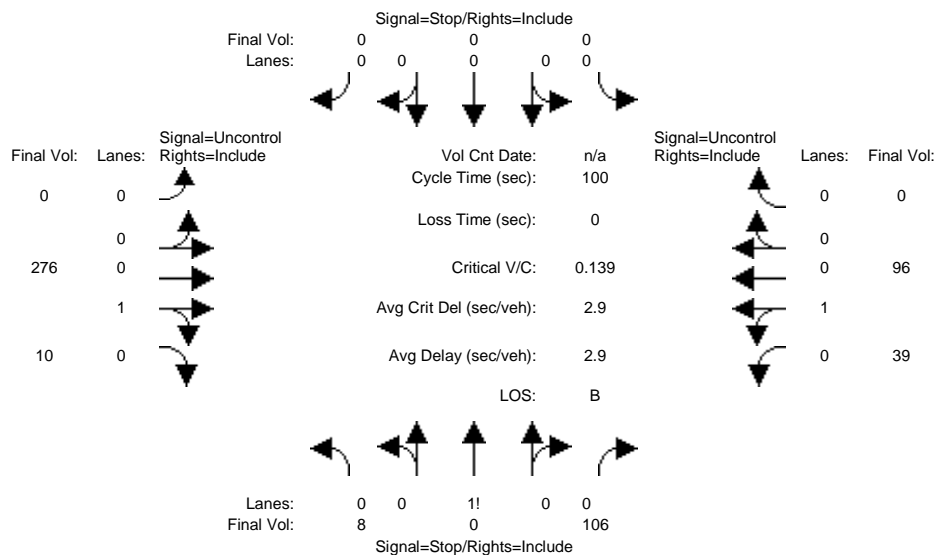 Signal=Stop/Rights=Include
Final Vol: 0 0 0
Lanes: 0 0 0 0 0
Signal=Uncontrol Signal=Uncontrol
Final Vol: Lanes: Rights=Include Vol Cnt Date: n/a Rights=Include Lanes: Final Vol:
Cycle Time (sec): 100
0 0 0 0
Loss Time (sec): 0
0 0
276 0 Critical V/C: 0.139 0 96
1 Avg Crit Del (sec/veh): 2.9 1
10 0 Avg Delay (sec/veh): 2.9 0 39
LOS: B
Lanes: 0 0 1! 0 0
Final Vol: 8 0 106
Signal=Stop/Rights=Include